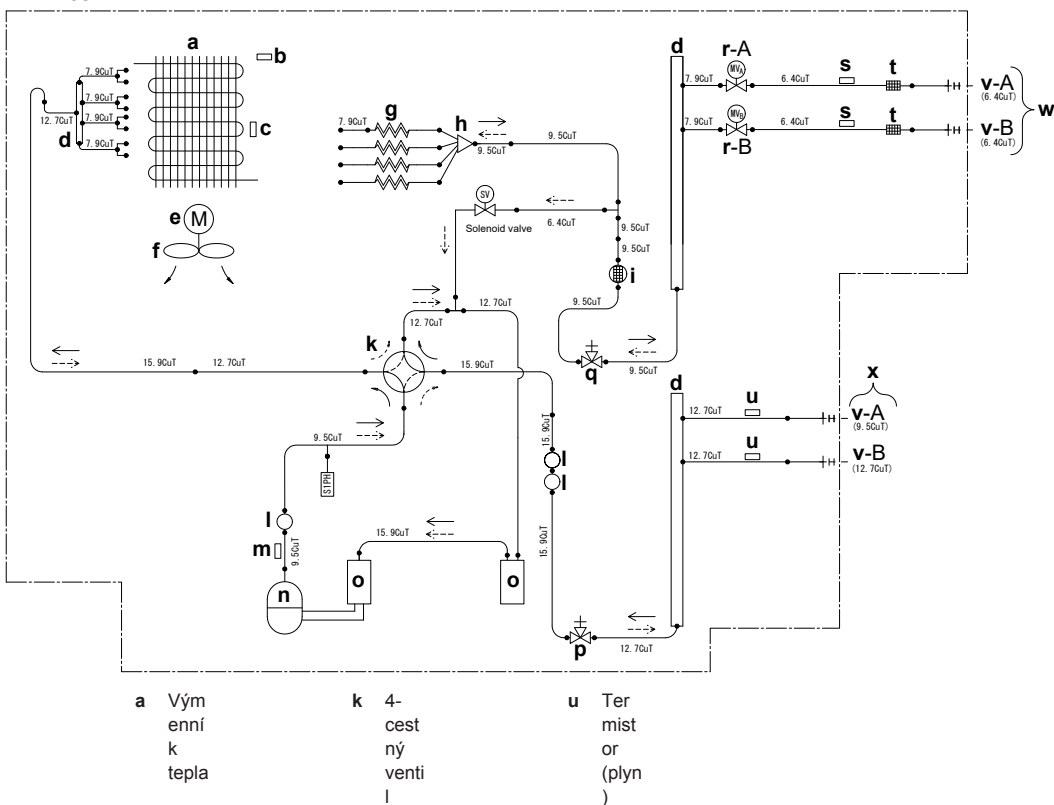 a
b
c
d
7.9CuT
7.9CuT
7.9CuT
7.9CuT
12.7CuT
e M
f
g
h
7.9CuT
9.5CuT
9.5CuT
SV
Solenoid valve
6.4CuT
9.5CuT
9.5CuT
i
9.5CuT
q
9.5CuT
d
r-A
MVA
7.9CuT
6.4CuT
s
t
v-A
(6.4CuT)
w
7.9CuT
MVB
r-B
6.4CuT
s
t
v-B
(6.4CuT)
k
12.7CuT
12.7CuT
15.9CuT
12.7CuT
15.9CuT
9.5CuT
S1PH
l
m
9.5CuT
n
o
15.9CuT
o
15.9CuT
l
l
15.9CuT
p
12.7CuT
d
12.7CuT
u
x
v-A
(9.5CuT)
12.7CuT
u
v-B
(12.7CuT)
a Vým
enní
k
tepla
k 4-
cest
ný
venti
l
u Ter
mist
or
(plyn
)